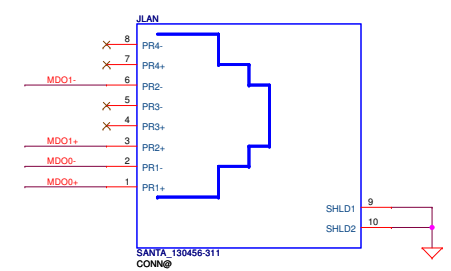 JLAN
8 PR4-
7 PR4+
MDO1- 6 PR2-
5 PR3-
4 PR3+
MDO1+ 3 PR2+
MDO0- 2 PR1-
MDO0+ 1 PR1+
SHLD1 9
SHLD2 10
SANTA_130456-311
CONN@